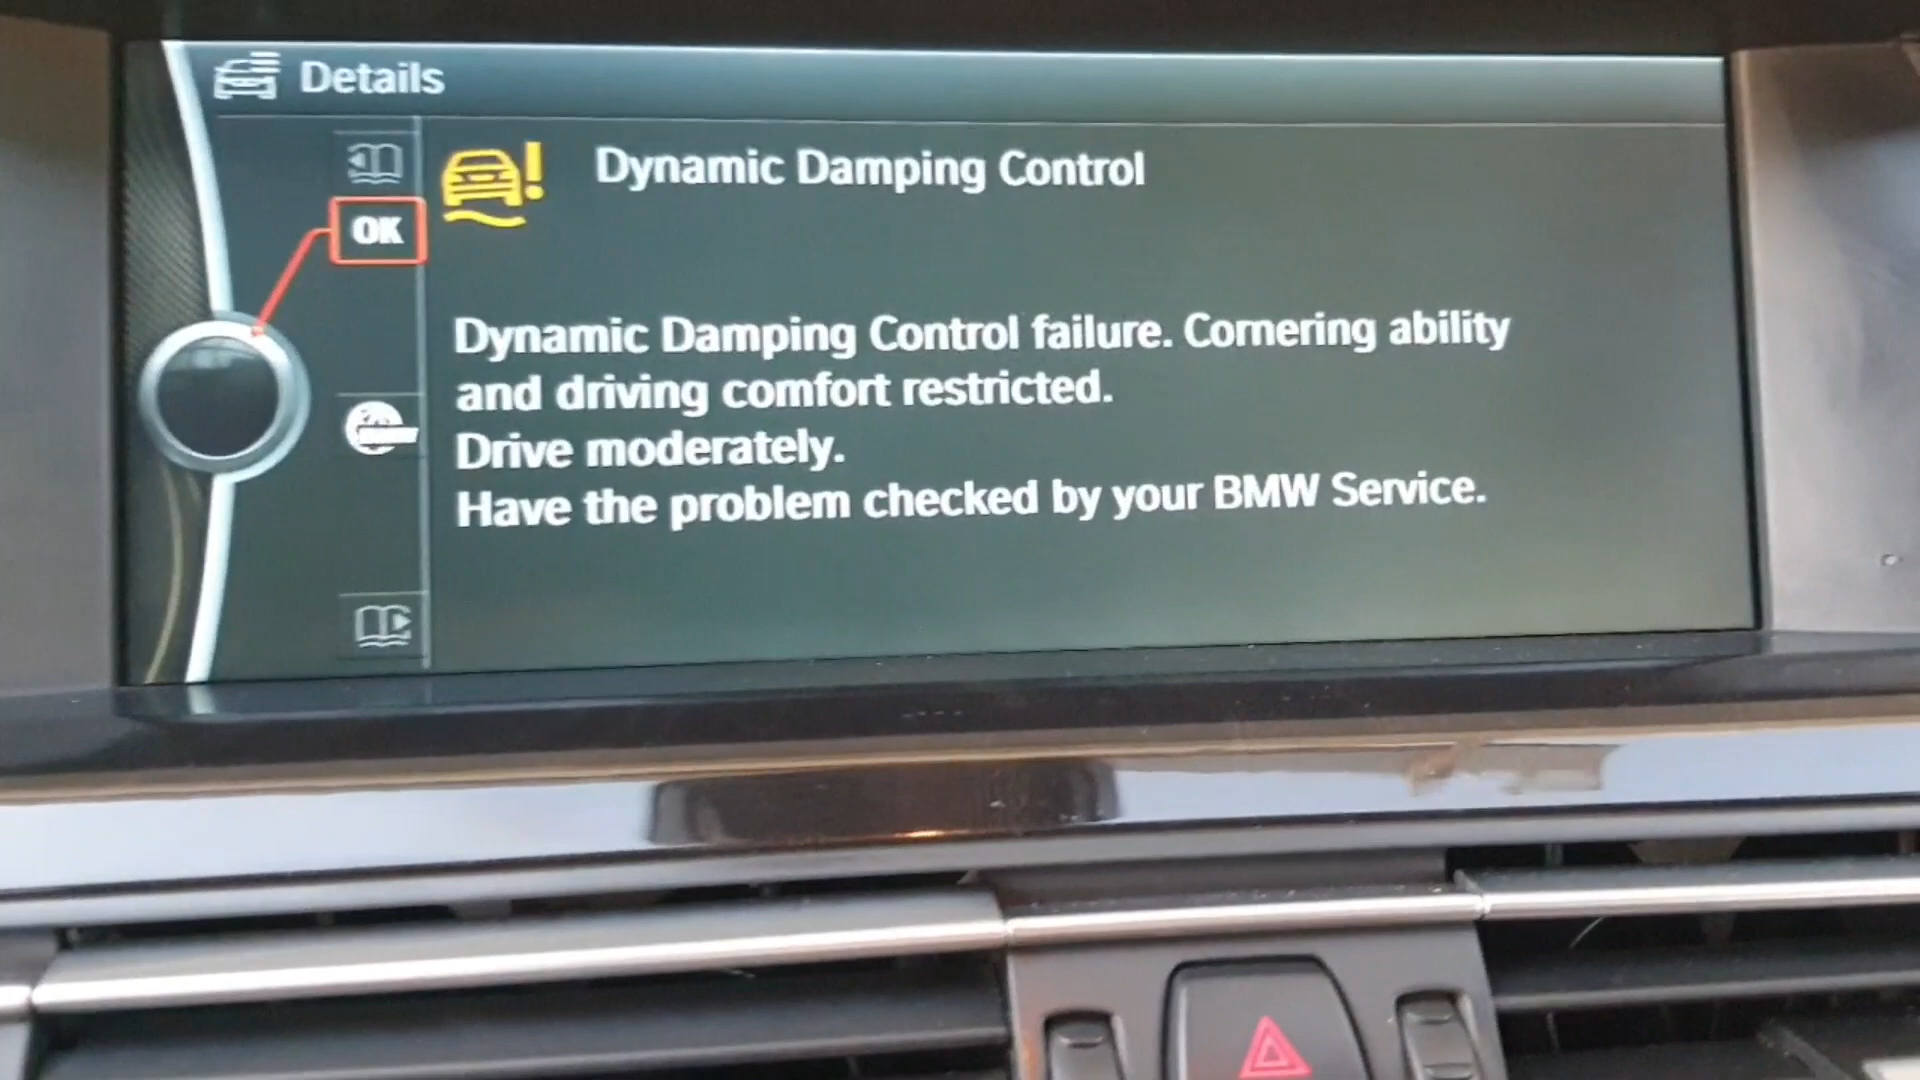 Details
Dynamic Damping Control
OK
Dynamic Damping Control failure. Cornering ability
and driving comfort restricted.
Drive moderately.
Have the problem checked by your BMW Service.